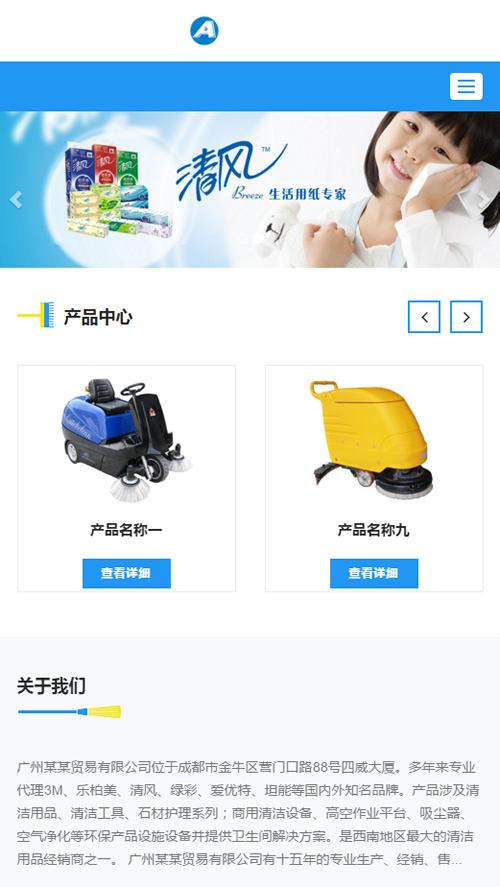 清风™
Breeze 生活用纸专家
产品中心
产品名称一
产品名称九
查看详细
查看详细
关于我们
广州某某贸易有限公司位于成都市金牛区营门口路88号四威大厦。多年来专业
代理3M、乐柏美、清风、绿彩、爱优特、坦能等国内外知名品牌。产品涉及清
洁用品、清洁工具、石材护理系列；商用清洁设备、高空作业平台、吸尘器、
空气净化等环保产品设施设备并提供卫生间解决方案。是西南地区最大的清洁
用品经销商之一。 广州某某贸易有限公司有十五年的专业生产、经销、售...